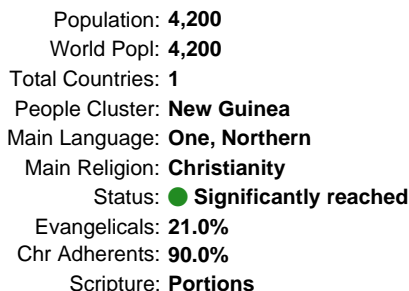 Population: 4,200
World Popl: 4,200
Total Countries: 1
People Cluster: New Guinea
Main Language: One, Northern
Main Religion: Christianity
Status: Significantly reached
Evangelicals: 21.0%
Chr Adherents: 90.0%
Scripture: Portions